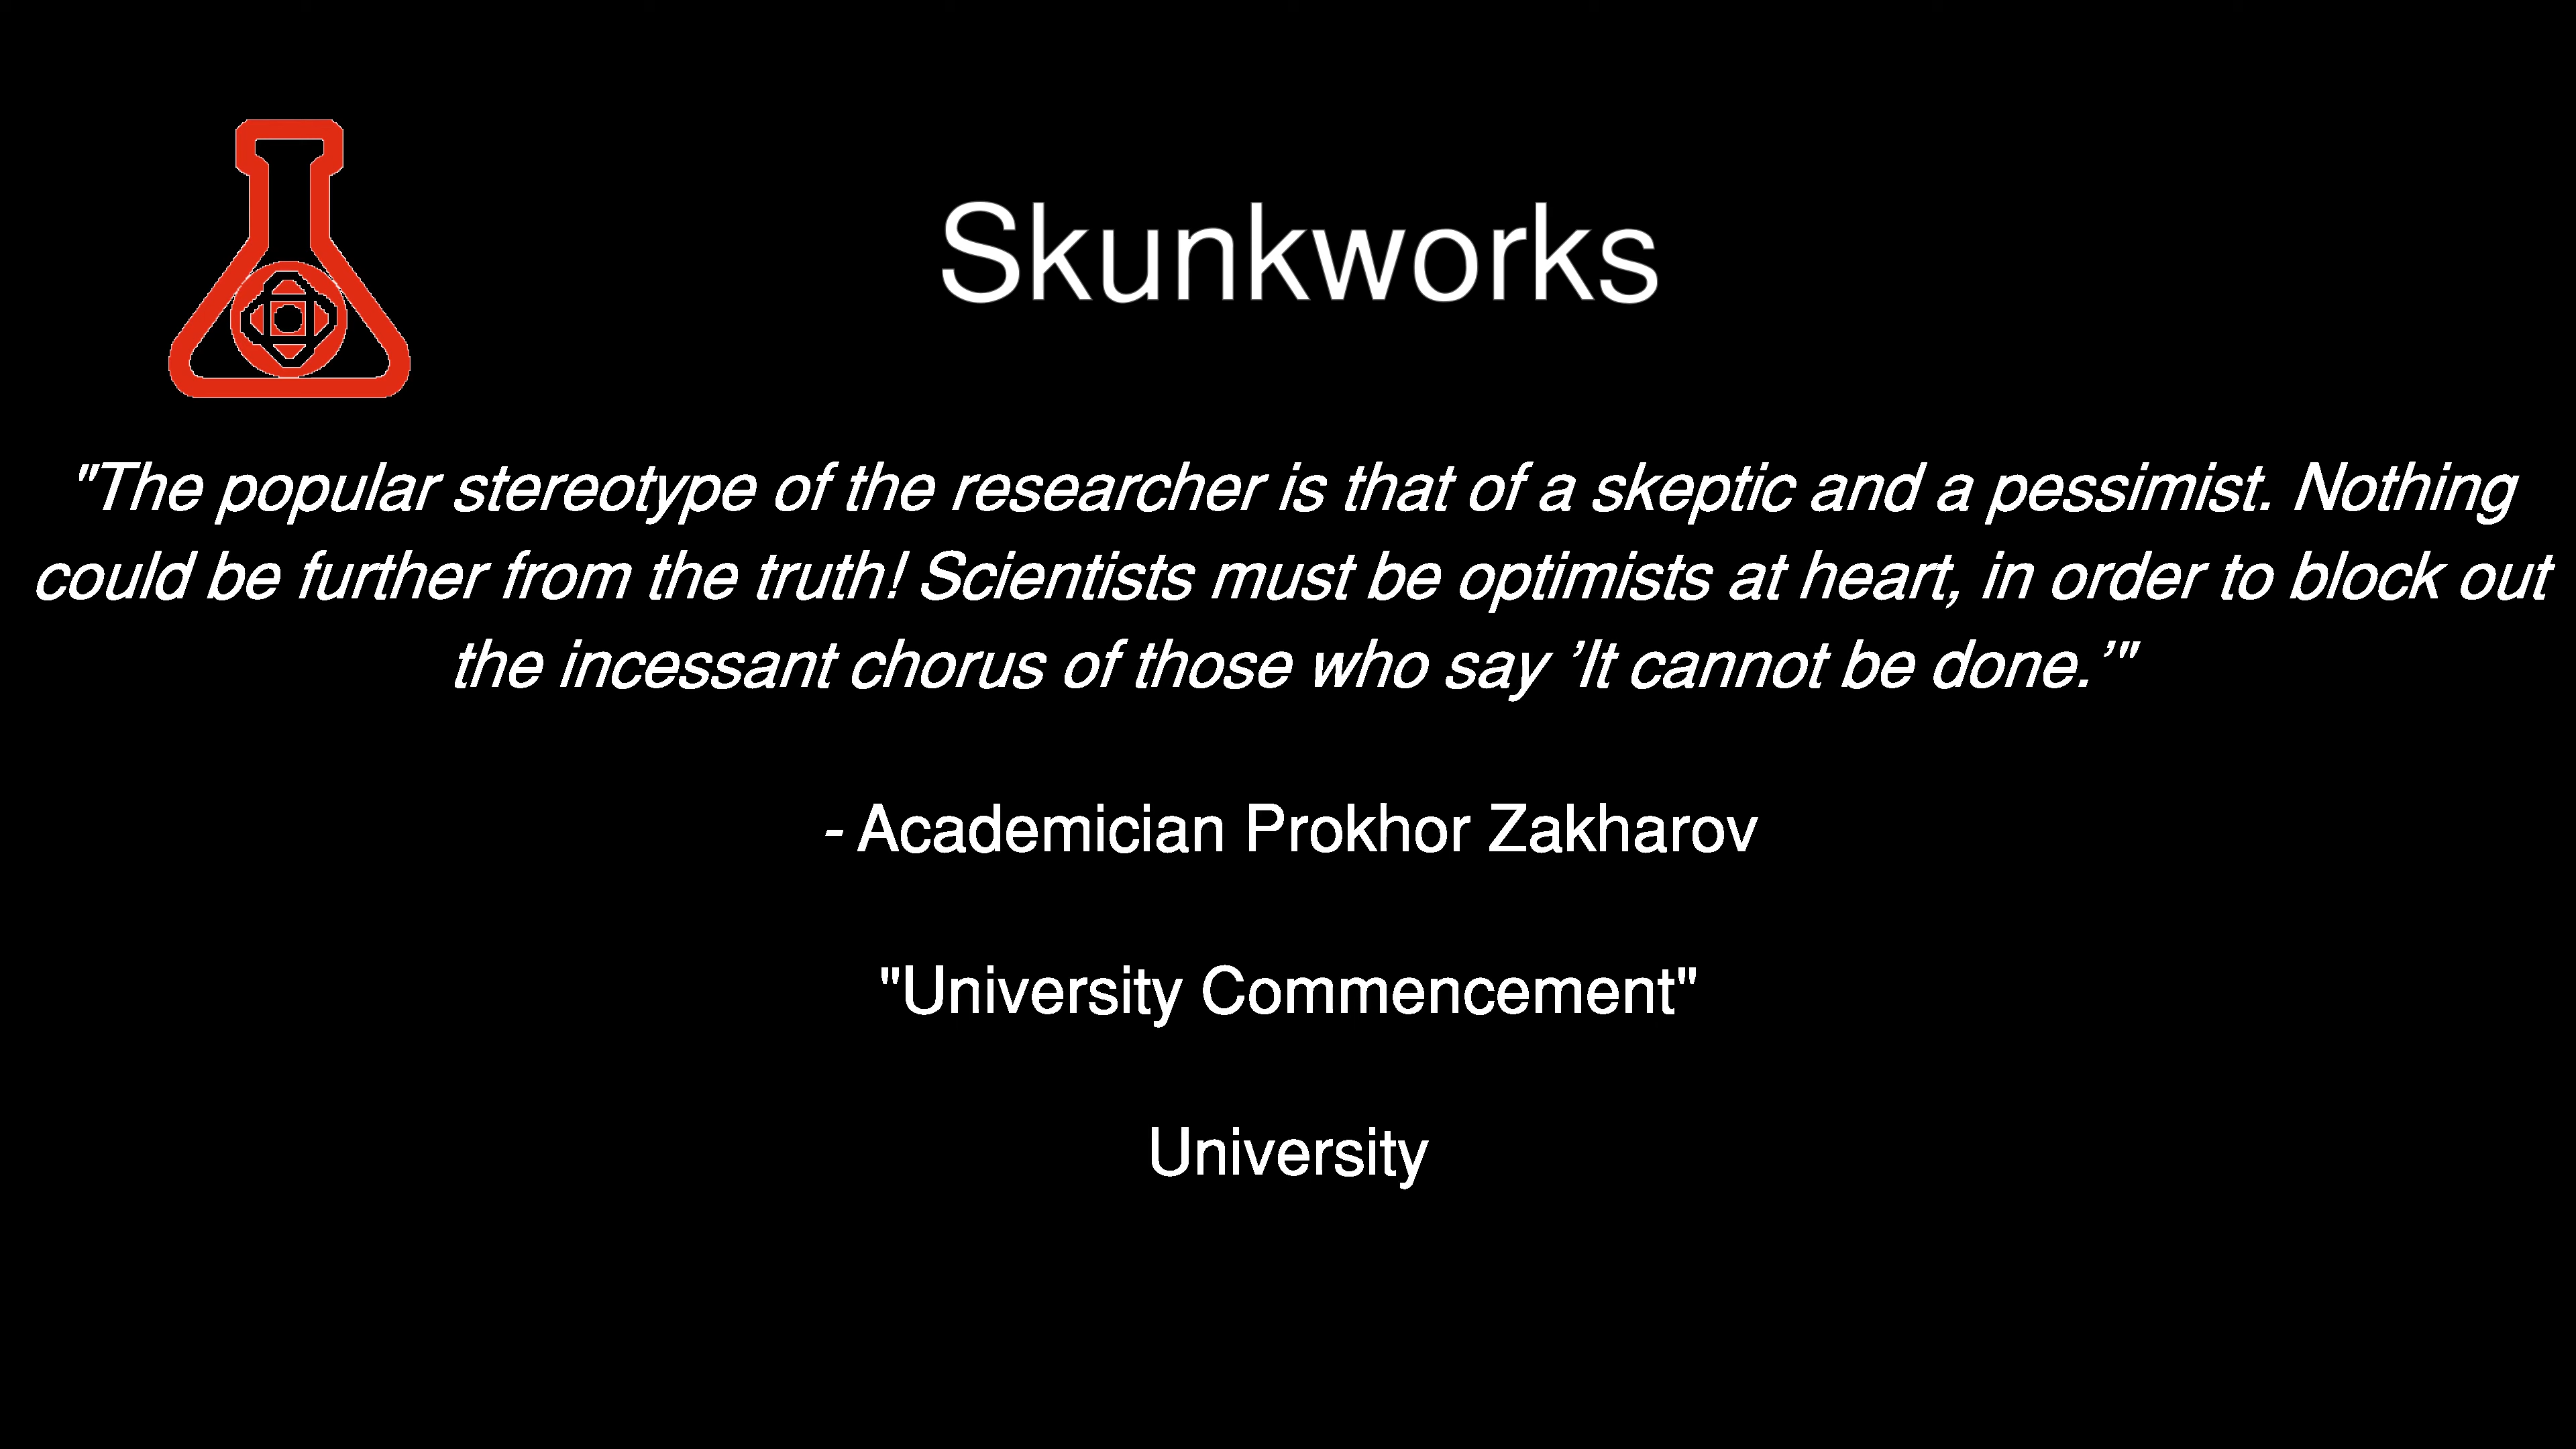 Skunkworks
"The popular stereotype of the researcher is that of a skeptic and a pessimist. Nothing
could be further from the truth! Scientists must be optimists at heart, in order to block out
the incessant chorus of those who say ’It cannot be done.’"
- Academician Prokhor Zakharov
"University Commencement"
University